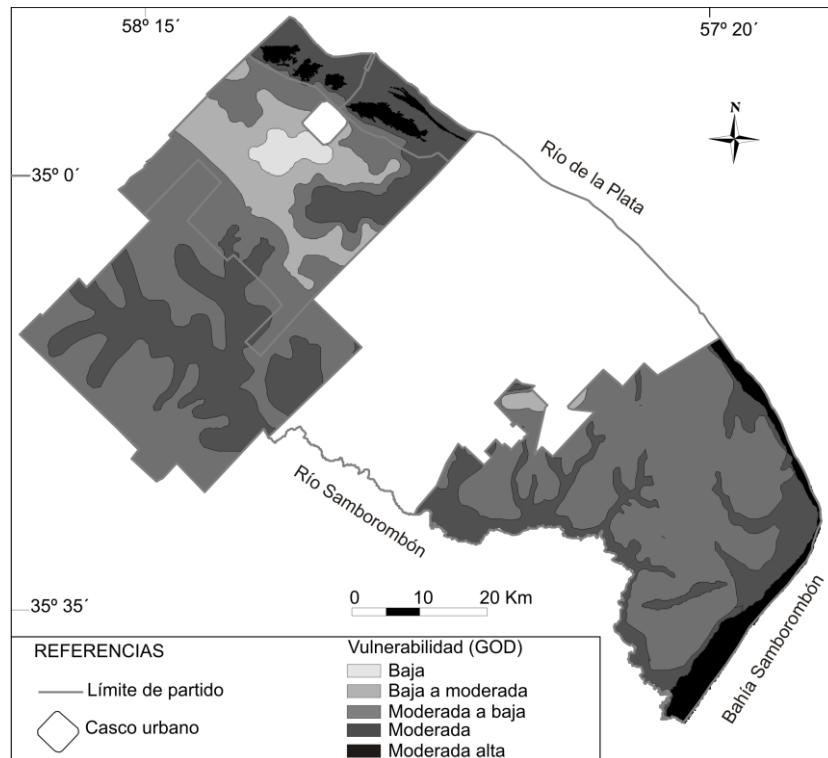 58º 15´
57º 20´
N
Río de la Plata
35º 0´
Río Samborombón
35º 35´
0 10 20 Km
Bahía Samborombón
REFERENCIAS
Límite de partido
Casco urbano
Vulnerabilidad (GOD)
Baja
Baja a moderada
Moderada a baja
Moderada
Moderada alta